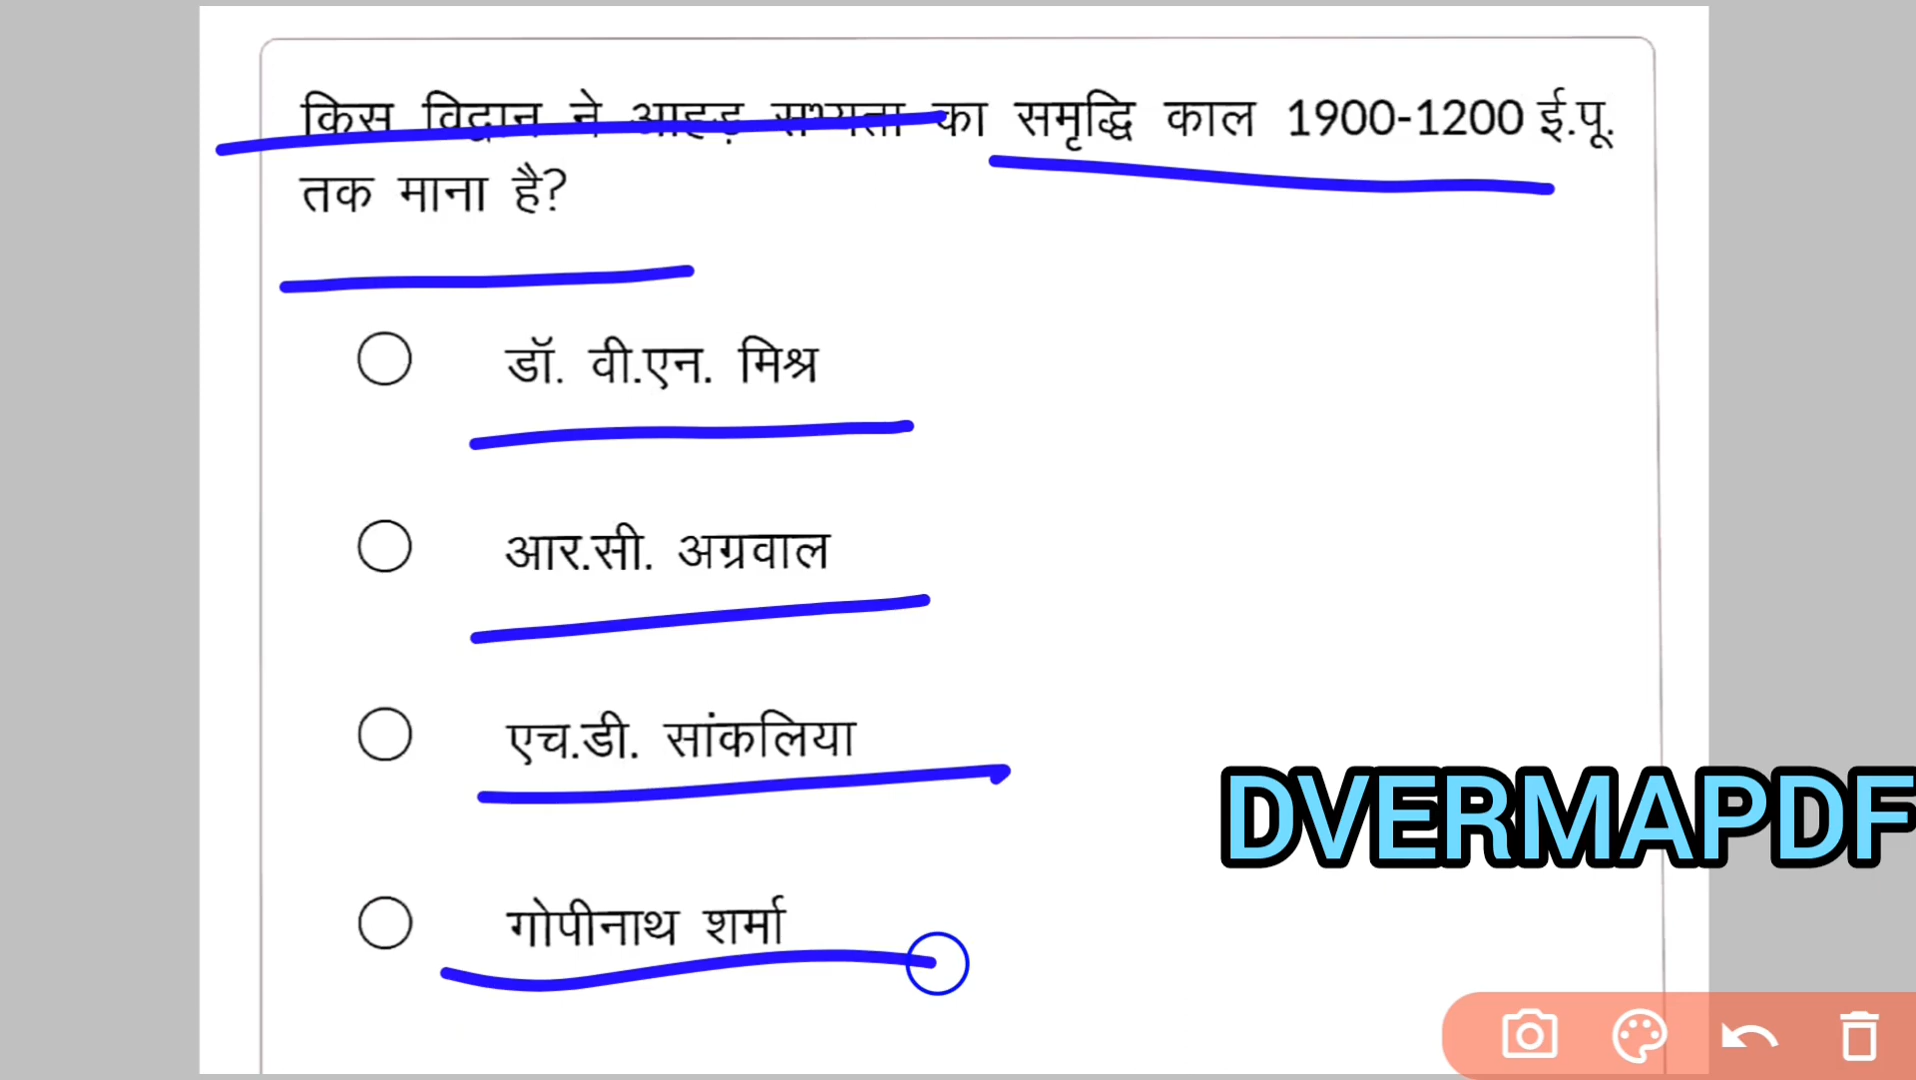 किस विद्वान ने आहड़ सभ्यता का समृद्धि काल 1900-1200 ई.पू.
तक माना है?
डॉ. वी.एन. मिश्र
आर.सी. अग्रवाल
एच.डी. सांकलिया
गोपीनाथ शर्मा
DVERMAPDF